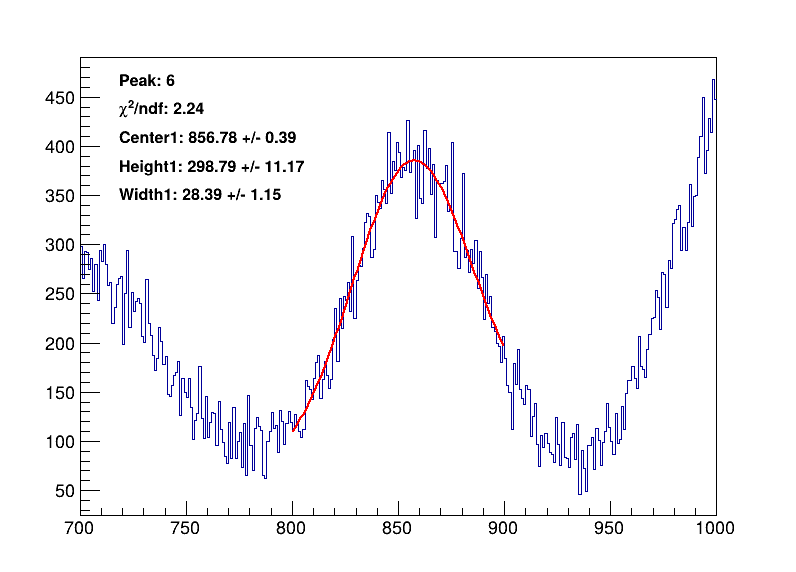 Peak: 6
χ²/ndf: 2.24
Center1: 856.78 +/- 0.39
Height1: 298.79 +/- 11.17
Width1: 28.39 +/- 1.15
450
400
350
300
250
200
150
100
50
700 750 800 850 900 950 1000